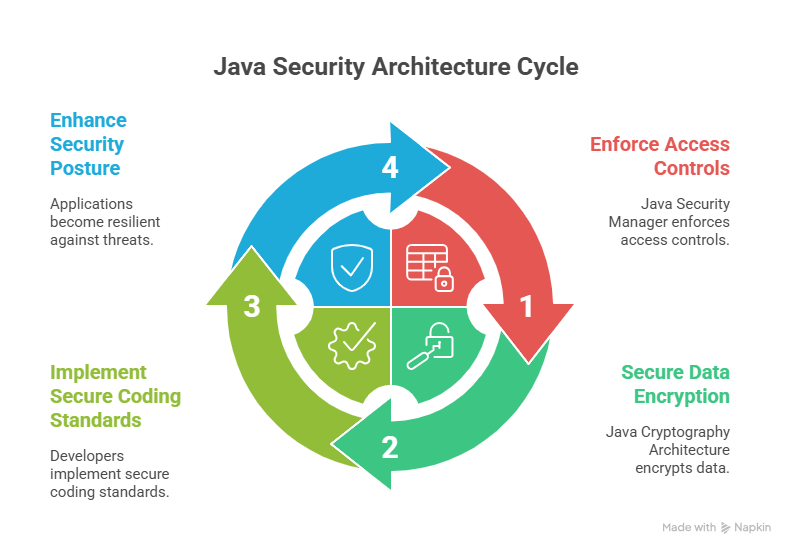 Java Security Architecture Cycle
Enhance
Security
Posture
Applications
become resilient
against threats.
4
Enforce Access
Controls
Java Security
Manager enforces
access controls.
3
1
Implement
Secure Coding
Standards
Developers
implement secure
coding standards.
2
Secure Data
Encryption
Java Cryptography
Architecture
encrypts data.
Made with Napkin